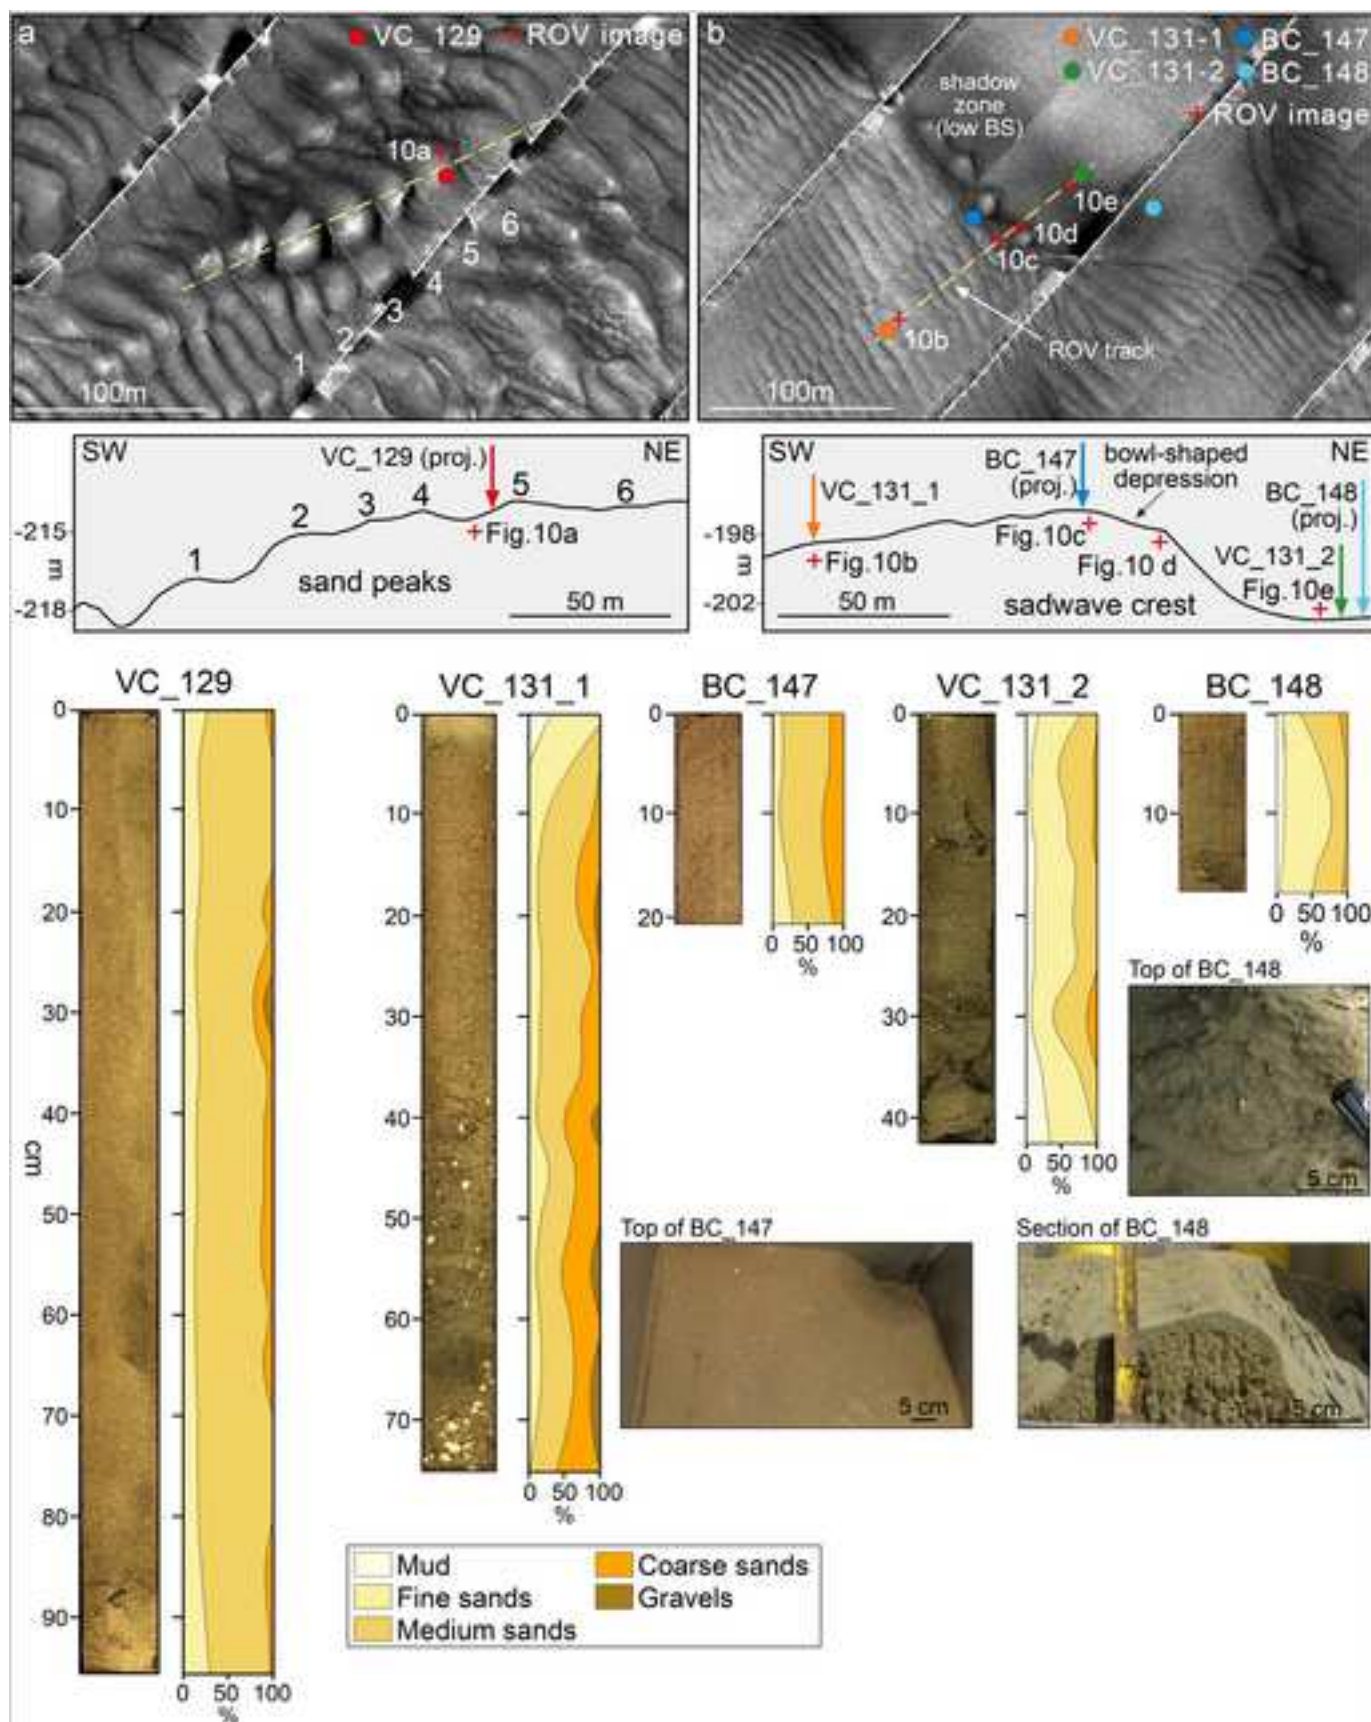 a
VC_129
ROV image
10a
6
5
4
3
2
1
100m
b
VC_131-1
BC_147
VC_131-2
BC_148
ROV image
shadow
zone
(low BS)
10e
10d
10c
10b
ROV track
100m
SW
VC_129 (proj.)
NE
1
2
3
4
5
6
-215
m
-218
Fig.10a
sand peaks
50 m
SW
VC_131_1
BC_147
(proj.)
bowl-shaped
depression
NE
BC_148
(proj.)
-198
m
-202
Fig.10b
Fig.10c
Fig.10 d
VC_131_2
Fig.10e
50 m
sadwave crest
VC_129
VC_131_1
BC_147
VC_131_2
BC_148
0
10
20
30
40
cm
50
60
70
80
90
0 50 100
%
0
10
20
30
40
50
60
70
0 50 100
%
0
10
20
0 50 100
%
0
10
20
30
40
0 50 100
%
0
10
0 50 100
%
Top of BC_148
5 cm
Top of BC_147
5 cm
Section of BC_148
5 cm
Mud
Fine sands
Medium sands
Coarse sands
Gravels